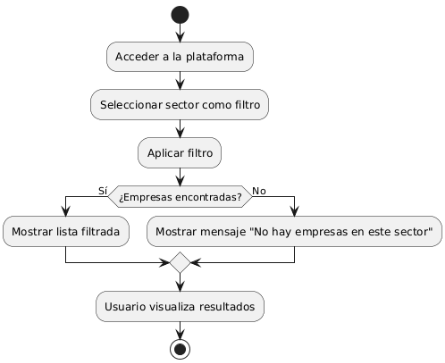 Acceder a la plataforma
Seleccionar sector como filtro
Aplicar filtro
¿Empresas encontradas?
Sí
No
Mostrar lista filtrada
Mostrar mensaje "No hay empresas en este sector"
Usuario visualiza resultados